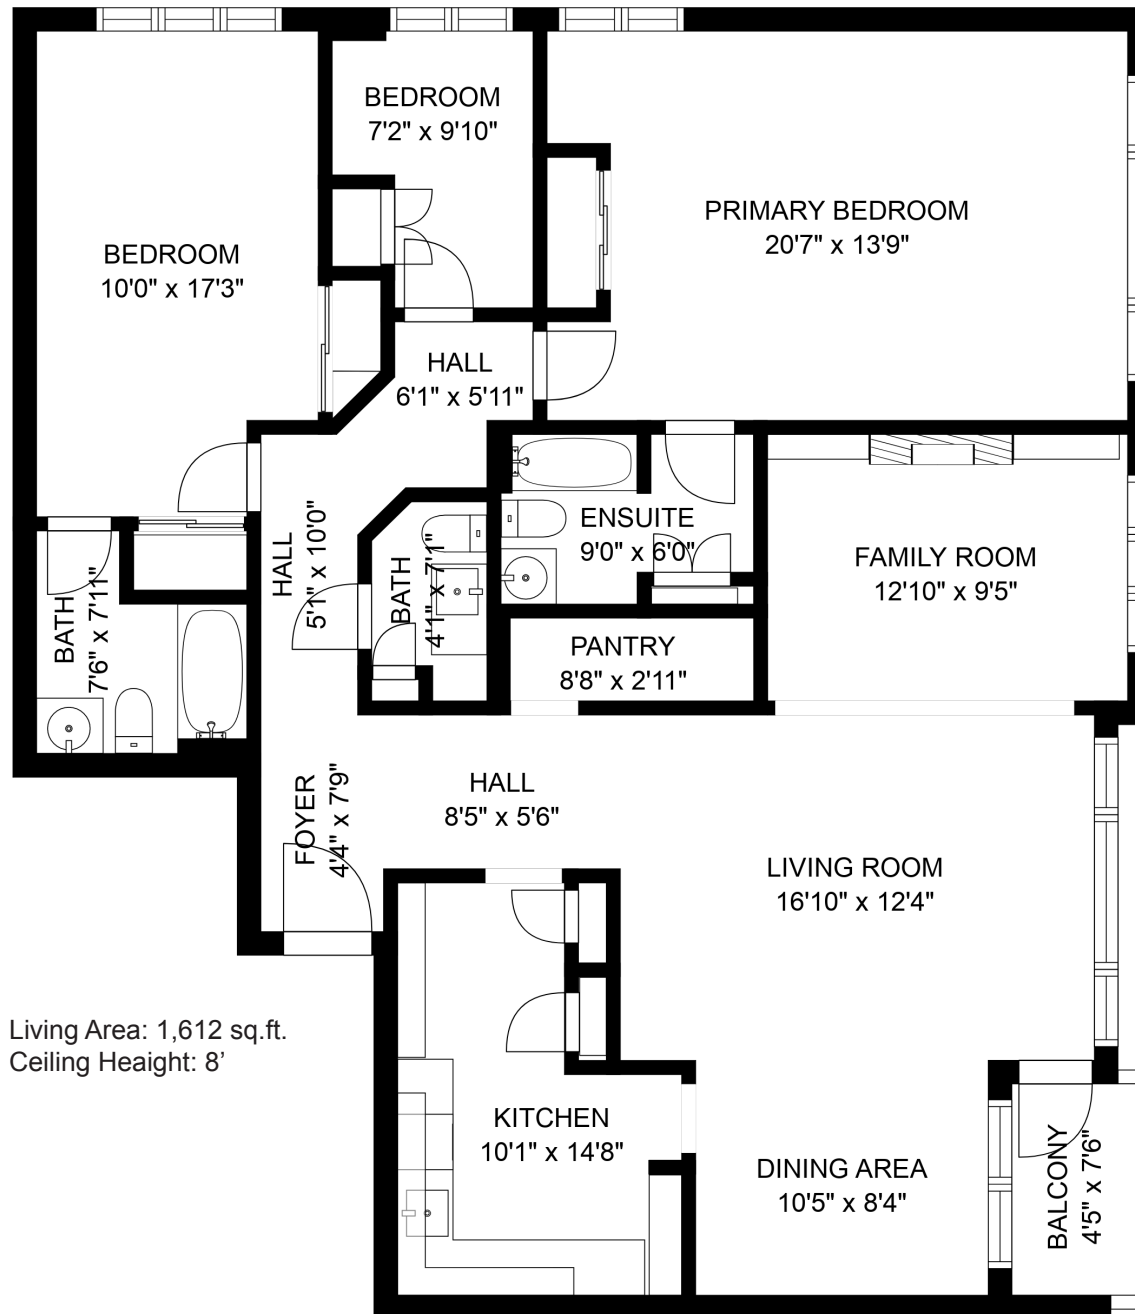 BEDROOM
7'2" x 9'10"
PRIMARY BEDROOM
20'7" x 13'9"
BEDROOM
10'0" x 17'3"
HALL
6'1" x 5'11"
ENSUITE
9'0" x 6'0"
FAMILY ROOM
12'10" x 9'5"
HALL
5'1" x 10'0"
BATH
4'1" x 7'1"
BATH
7'6" x 7'11"
PANTRY
8'8" x 2'11"
FOYER
4'4" x 7'9"
HALL
8'5" x 5'6"
LIVING ROOM
16'10" x 12'4"
Living Area: 1,612 sq.ft.
Ceiling Heaight: 8’
KITCHEN
10'1" x 14'8"
DINING AREA
10'5" x 8'4"
BALCONY
4'5" x 7'6"